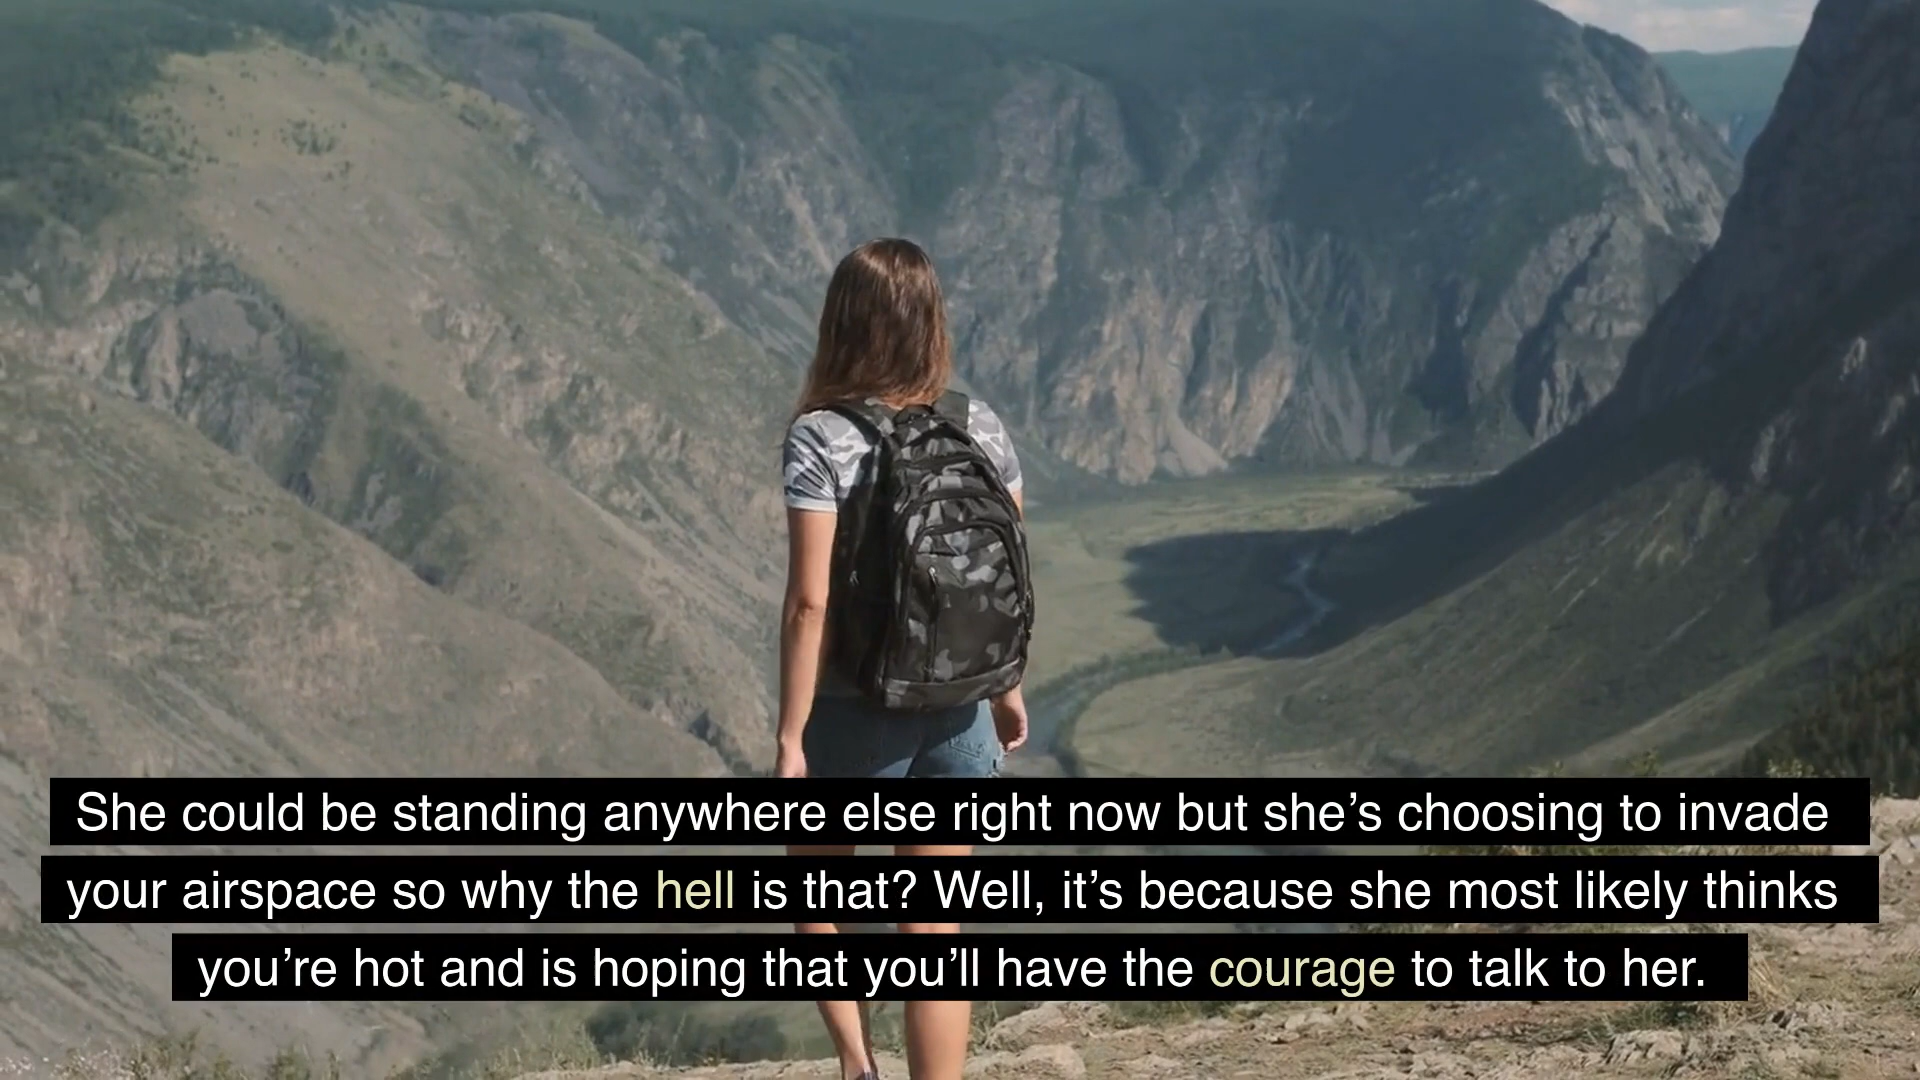 She could be standing anywhere else right now but she’s choosing to invade
your airspace so why the hell is that? Well, it’s because she most likely thinks
you’re hot and is hoping that you’ll have the courage to talk to her.